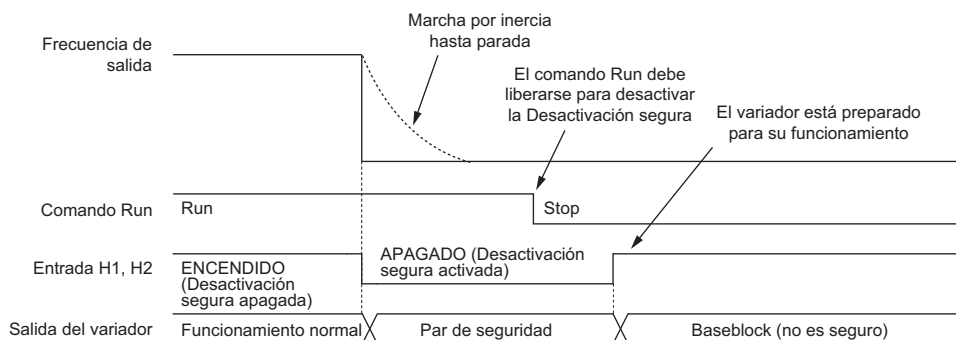 Marcha por inercia
hasta parada
Frecuencia de
salida
El comando Run debe
liberarse para desactivar
la Desactivación segura
El variador está preparado
para su funcionamiento
Comando Run
Run
Stop
Entrada H1, H2
ENCENDIDO
(Desactivación
segura apagada)
APAGADO (Desactivación
segura activada)
Salida del variador
Funcionamiento normal
Par de seguridad
Baseblock (no es seguro)